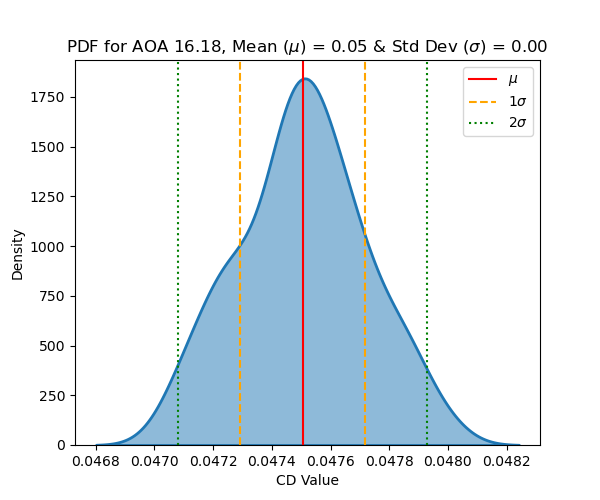 PDF for AOA 16.18, Mean (μ) = 0.05 & Std Dev (σ) = 0.00
μ
1σ
2σ
1750
1500
1250
1000
750
500
250
0
Density
0.0468 0.0470 0.0472 0.0474 0.0476 0.0478 0.0480 0.0482
CD Value